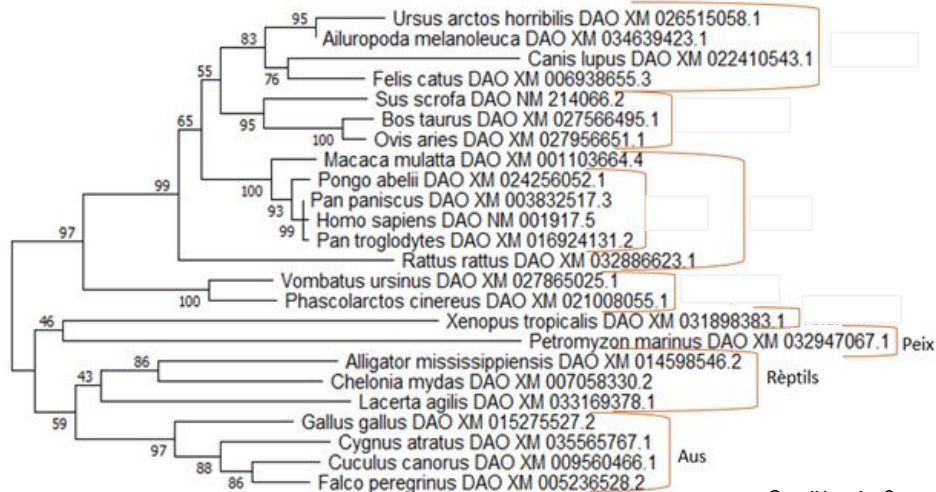 95
Ursus arctos horribilis DAO XM 026515058.1
83
Ailuropoda melanoleuca DAO XM 034639423.1
Canis lupus DAO XM 022410543.1
55
76
Felis catus DAO XM 006938655.3
Sus scrofa DAO NM 214066.2
65
95
Bos taurus DAO XM 027566495.1
100
Ovis aries DAO XM 027956651.1
Macaca mulatta DAO XM 001103664.4
99
100
Pongo abelii DAO XM 024256052.1
93
Pan paniscus DAO XM 003832517.3
Homo sapiens DAO NM 001917.5
99
Pan troglodytes DAO XM 016924131.2
97
Rattus rattus DAO XM 032886623.1
Vombatus ursinus DAO XM 027865025.1
100
Phascolarctos cinereus DAO XM 021008055.1
46
Xenopus tropicalis DAO XM 031898383.1
Petromyzon marinus DAO XM 032947067.1 Peix
86
Alligator mississippiensis DAO XM 014598546.2
43
Chelonia mydas DAO XM 007058330.2
Rèptils
Lacerta agilis DAO XM 033169378.1
59
Gallus gallus DAO XM 015275527.2
97
Cygnus atratus DAO XM 035565767.1
Aus
88
Cuculus canorus DAO XM 009560466.1
86
Falco peregrinus DAO XM 005236528.2